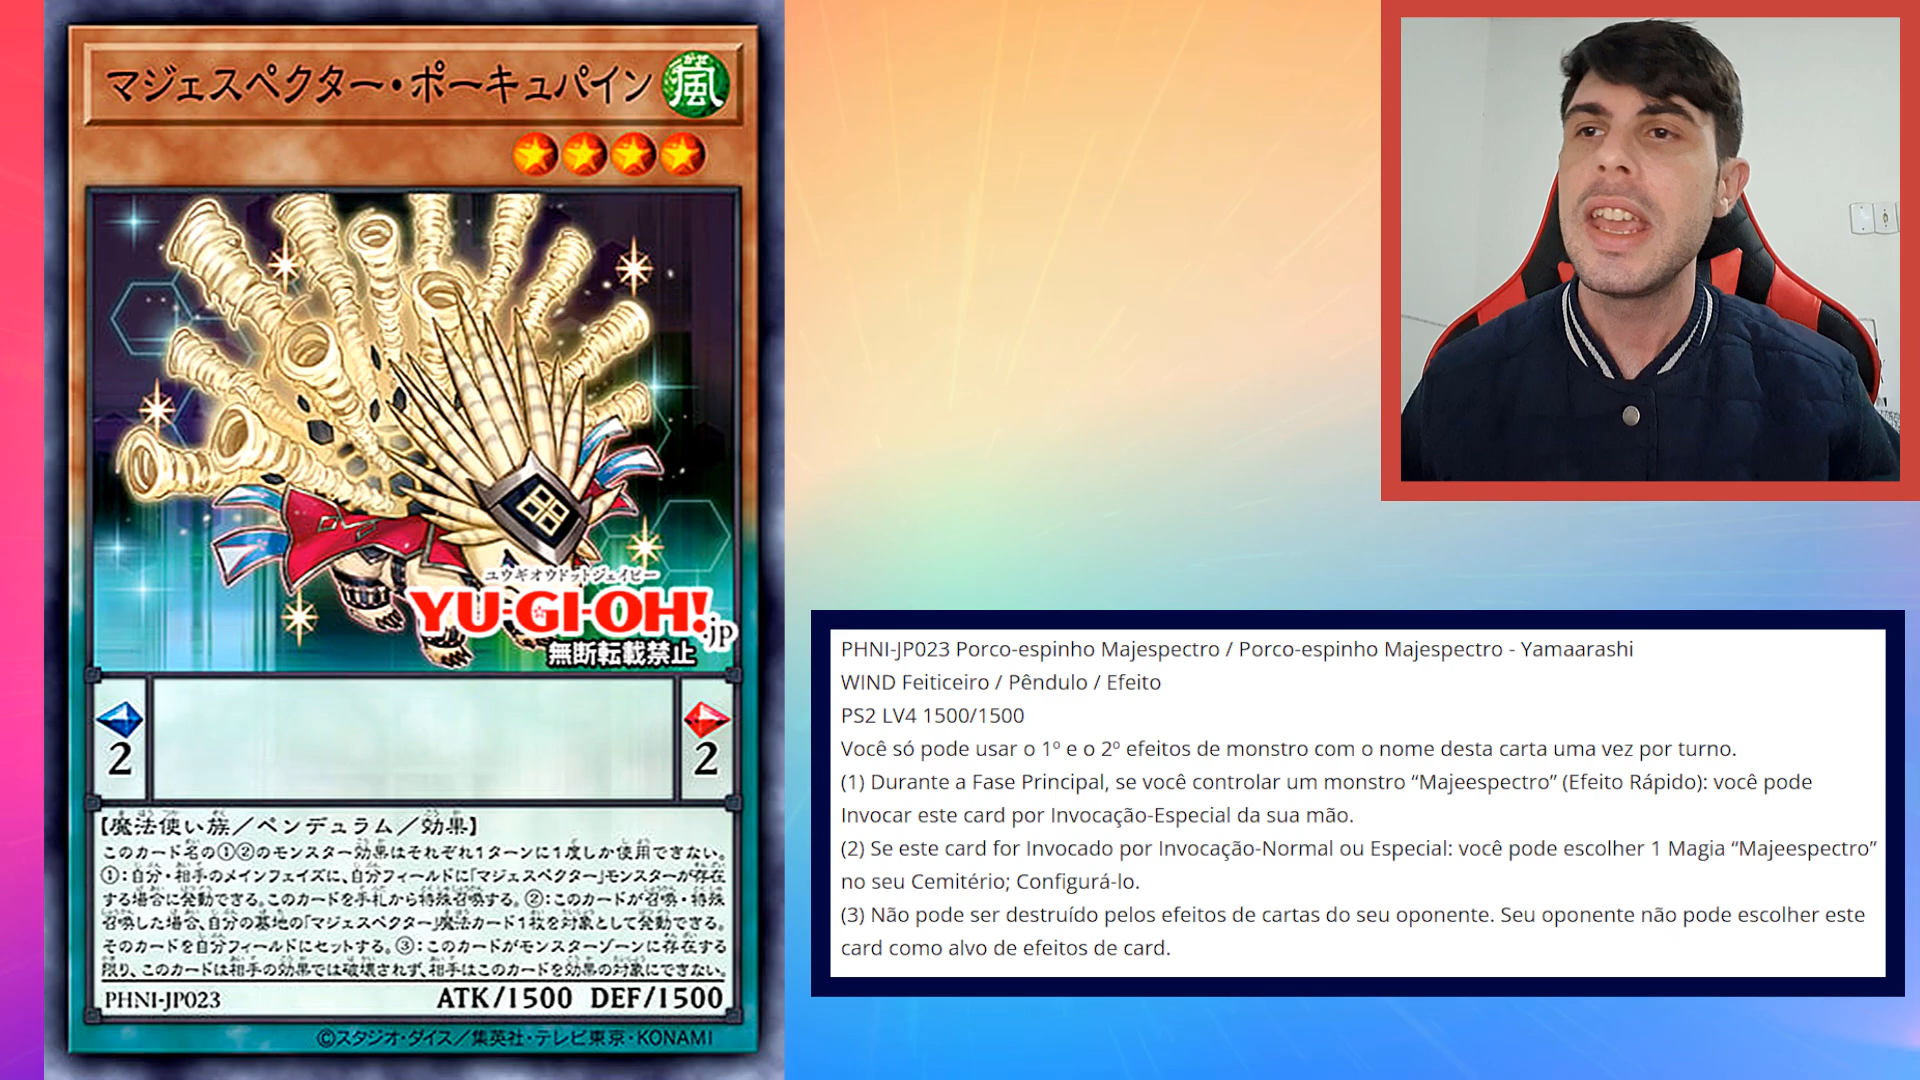 マジェスペクター・ポーキュパイン
風
ユウギオウドットジェイピー
YU-GI-OH!.jp
無断転載禁止
2
2
【魔法使い族／ペンデュラム／効果】
このカード名の①②のモンスター効果はそれぞれ1ターンに1度しか使用できない。
①：自分・相手のメインフェイズに、自分フィールドに「マジェスペクター」モンスターが存在
する場合に発動できる。このカードを手札から特殊召喚する。②：このカードが召喚・特殊
召喚した場合、自分の墓地の「マジェスペクター」魔法カード1枚を対象として発動できる。
そのカードを自分フィールドにセットする。③：このカードがモンスターゾーンに存在する
限り、このカードは相手の効果では破壊されず、相手はこのカードを効果の対象にできない。
PHNI-JP023 ATK/1500 DEF/1500
©スタジオ・ダイス／集英社・テレビ東京・KONAMI
PHNI-JP023 Porco-espinho Majespectro / Porco-espinho Majespectro - Yamaarashi
WIND Feiticeiro / Pêndulo / Efeito
PS2 LV4 1500/1500
Você só pode usar o 1º e o 2º efeitos de monstro com o nome desta carta uma vez por turno.
(1) Durante a Fase Principal, se você controlar um monstro “Majeespectro” (Efeito Rápido): você pode
Invocar este card por Invocação-Especial da sua mão.
(2) Se este card for Invocado por Invocação-Normal ou Especial: você pode escolher 1 Magia “Majeespectro”
no seu Cemitério; Configurá-lo.
(3) Não pode ser destruído pelos efeitos de cartas do seu oponente. Seu oponente não pode escolher este
card como alvo de efeitos de card.